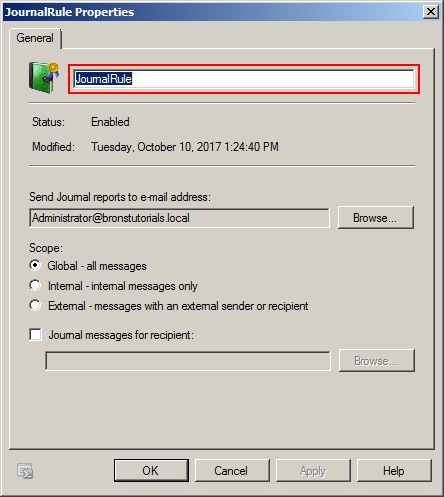 JournalRule Properties
General
JournalRule
Status: Enabled
Modified: Tuesday, October 10, 2017 1:24:40 PM
Send Journal reports to e-mail address:
Administrator@bronstutorials.local Browse...
Scope:
Global - all messages
Internal - internal messages only
External - messages with an external sender or recipient
Journal messages for recipient:
Browse...
OK Cancel Apply Help